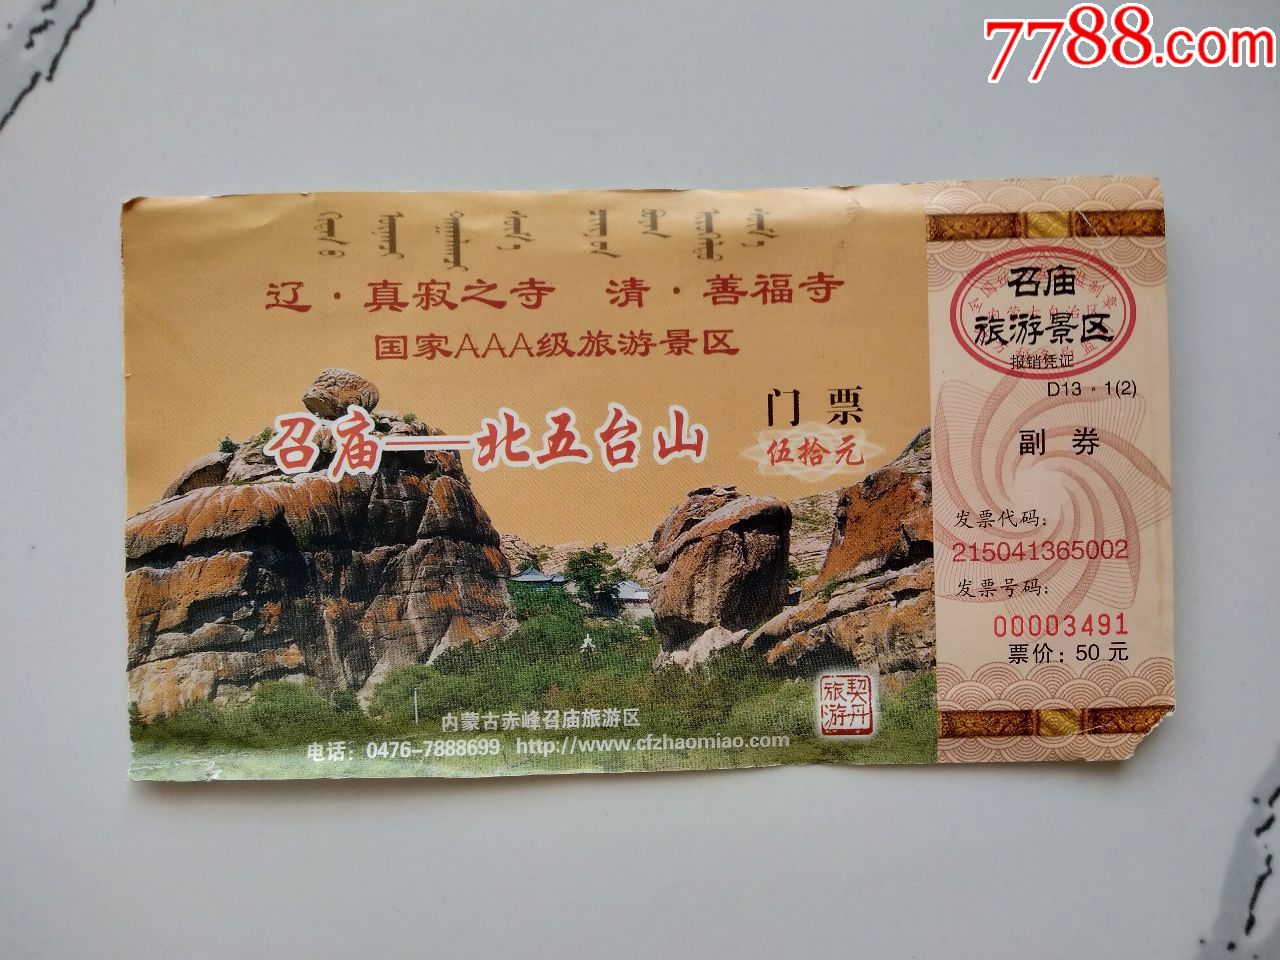 7788.com
辽·真寂之寺 清·善福寺
国家AAA级旅游景区
召庙——北五台山
门票
伍拾元
契丹
旅游
内蒙古赤峰召庙旅游区
电话：0476-7888699 http://www.cfzhaomiao.com
召庙
旅游景区
报销凭证
D13 1(2)
副券
发票代码：
215041365002
发票号码：
00003491
票价：50元